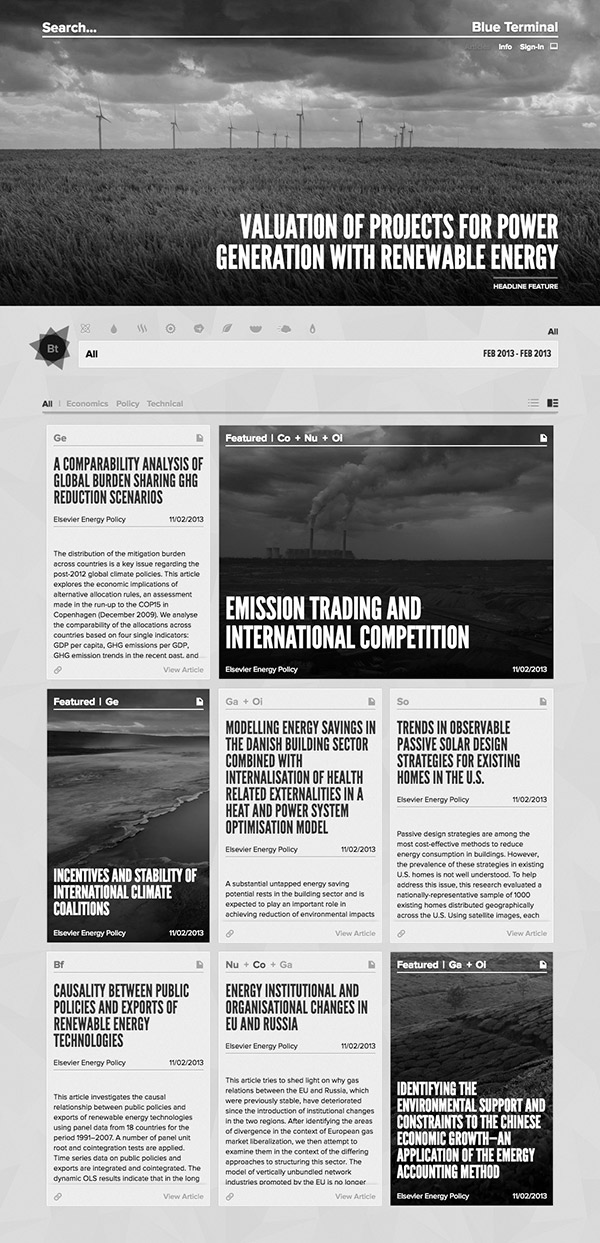 Search...
Blue Terminal
Info Sign-In
VALUATION OF PROJECTS FOR POWER
GENERATION WITH RENEWABLE ENERGY
HEADLINE FEATURE
All
Bt
All
FEB 2013 - FEB 2013
All | Economics Policy Technical
Ge
A COMPARABILITY ANALYSIS OF
GLOBAL BURDEN SHARING GHG
REDUCTION SCENARIOS
Elsevier Energy Policy 11/02/2013
The distribution of the mitigation burden
across countries is a key issue regarding the
post-2012 global climate policies. This article
explores the economic implications of
alternative allocation rules, an assessment
made in the run-up to the COP15 in
Copenhagen (December 2009). We analyse
the comparability of the allocations across
countries based on four single indicators:
GDP per capita, GHG emissions per GDP,
GHG emission trends in the recent past, and
View Article
Featured | Co + Nu + Oi
EMISSION TRADING AND
INTERNATIONAL COMPETITION
Elsevier Energy Policy 11/02/2013
Featured | Ge
INCENTIVES AND STABILITY OF
INTERNATIONAL CLIMATE
COALITIONS
Elsevier Energy Policy 11/02/2013
Ga + Oi
MODELLING ENERGY SAVINGS IN
THE DANISH BUILDING SECTOR
COMBINED WITH
INTERNALISATION OF HEALTH
RELATED EXTERNALITIES IN A
HEAT AND POWER SYSTEM
OPTIMISATION MODEL
Elsevier Energy Policy 11/02/2013
A substantial untapped energy saving
potential rests in the building sector and is
expected to play an important role in
achieving reduction of environmental impacts
View Article
So
TRENDS IN OBSERVABLE
PASSIVE SOLAR DESIGN
STRATEGIES FOR EXISTING
HOMES IN THE U.S.
Elsevier Energy Policy 11/02/2013
Passive design strategies are among the
most cost-effective methods to reduce
energy consumption in buildings. However,
the prevalence of these strategies in existing
U.S. homes is not well understood. To help
address this issue, this research evaluated a
nationally-representative sample of 1000
existing homes distributed geographically
across the U.S. Using satellite images, each
View Article
Bf
CAUSALITY BETWEEN PUBLIC
POLICIES AND EXPORTS OF
RENEWABLE ENERGY
TECHNOLOGIES
Elsevier Energy Policy 11/02/2013
This article investigates the causal
relationship between public policies and
exports of renewable energy technologies
using panel data from 18 countries for the
period 1991–2007. A number of panel unit
root and cointegration tests are applied.
Time series data on public policies and
exports are integrated and cointegrated. The
dynamic OLS results indicate that in the long
View Article
Nu + Co + Ga
ENERGY INSTITUTIONAL AND
ORGANISATIONAL CHANGES IN
EU AND RUSSIA
Elsevier Energy Policy 11/02/2013
This article tries to shed light on why gas
relations between the EU and Russia, which
were previously stable, have deteriorated
since the introduction of institutional changes
in the two regions. After identifying the areas
of divergence in the context of European gas
market liberalization, we then attempt to
examine them in the context of the differing
approaches to structuring this sector. The
model of vertically unbundled network
industries promoted by the EU is no longer
View Article
Featured | Ga + Oi
IDENTIFYING THE
ENVIRONMENTAL SUPPORT AND
CONSTRAINTS TO THE CHINESE
ECONOMIC GROWTH—AN
APPLICATION OF THE EMERGY
ACCOUNTING METHOD
Elsevier Energy Policy 11/02/2013